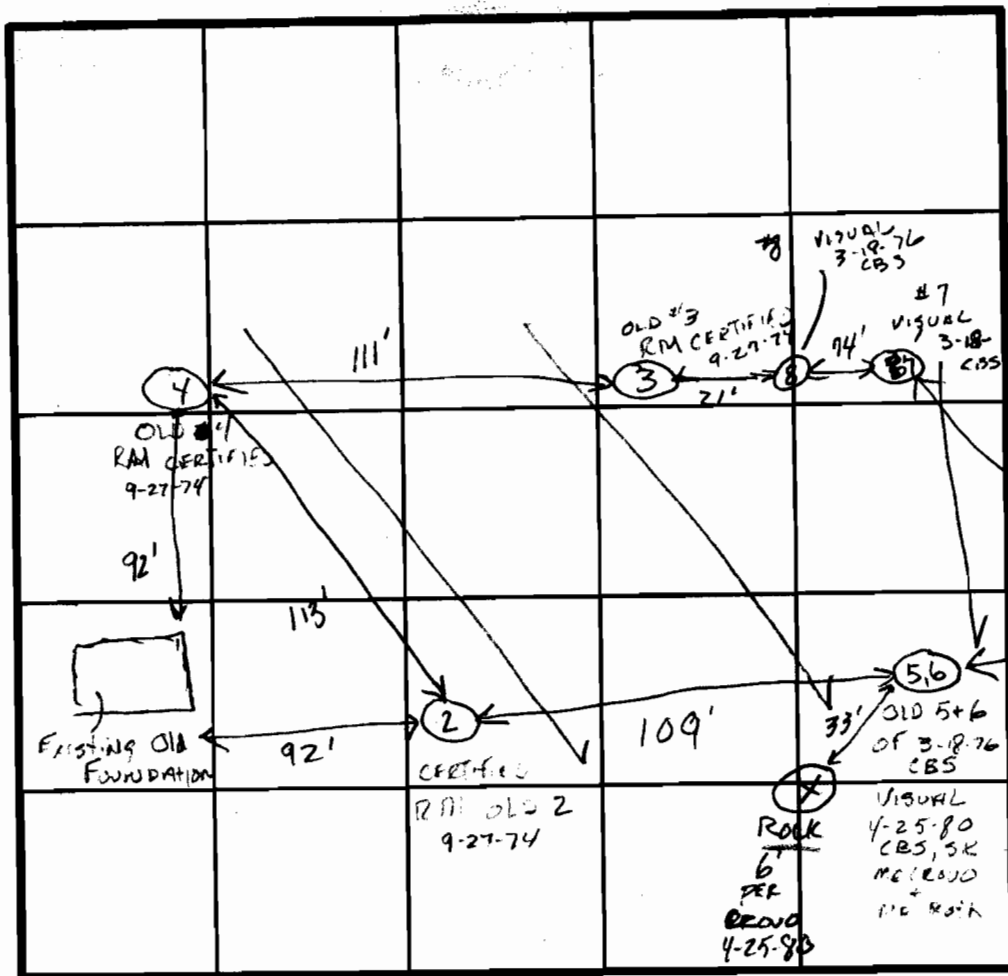 #8
VISUAL
3-18-76
CBS
#7
VISUAL
3-18-
CBS
OLD #3
RM CERTIFIED
9-27-74
111'
74'
4
3
8
7
OLD #4
RM CERTIFIED
9-27-74
92'
113'
5,6
2
109'
33'
OLD 5+6
OF 3-18-76
CBS
Existing Old
Foundation
92'
CERTIFIED
RM OLD 2
9-27-74
X
ROCK
6'
PER
4-25-80
VISUAL
4-25-80
CBS, SK